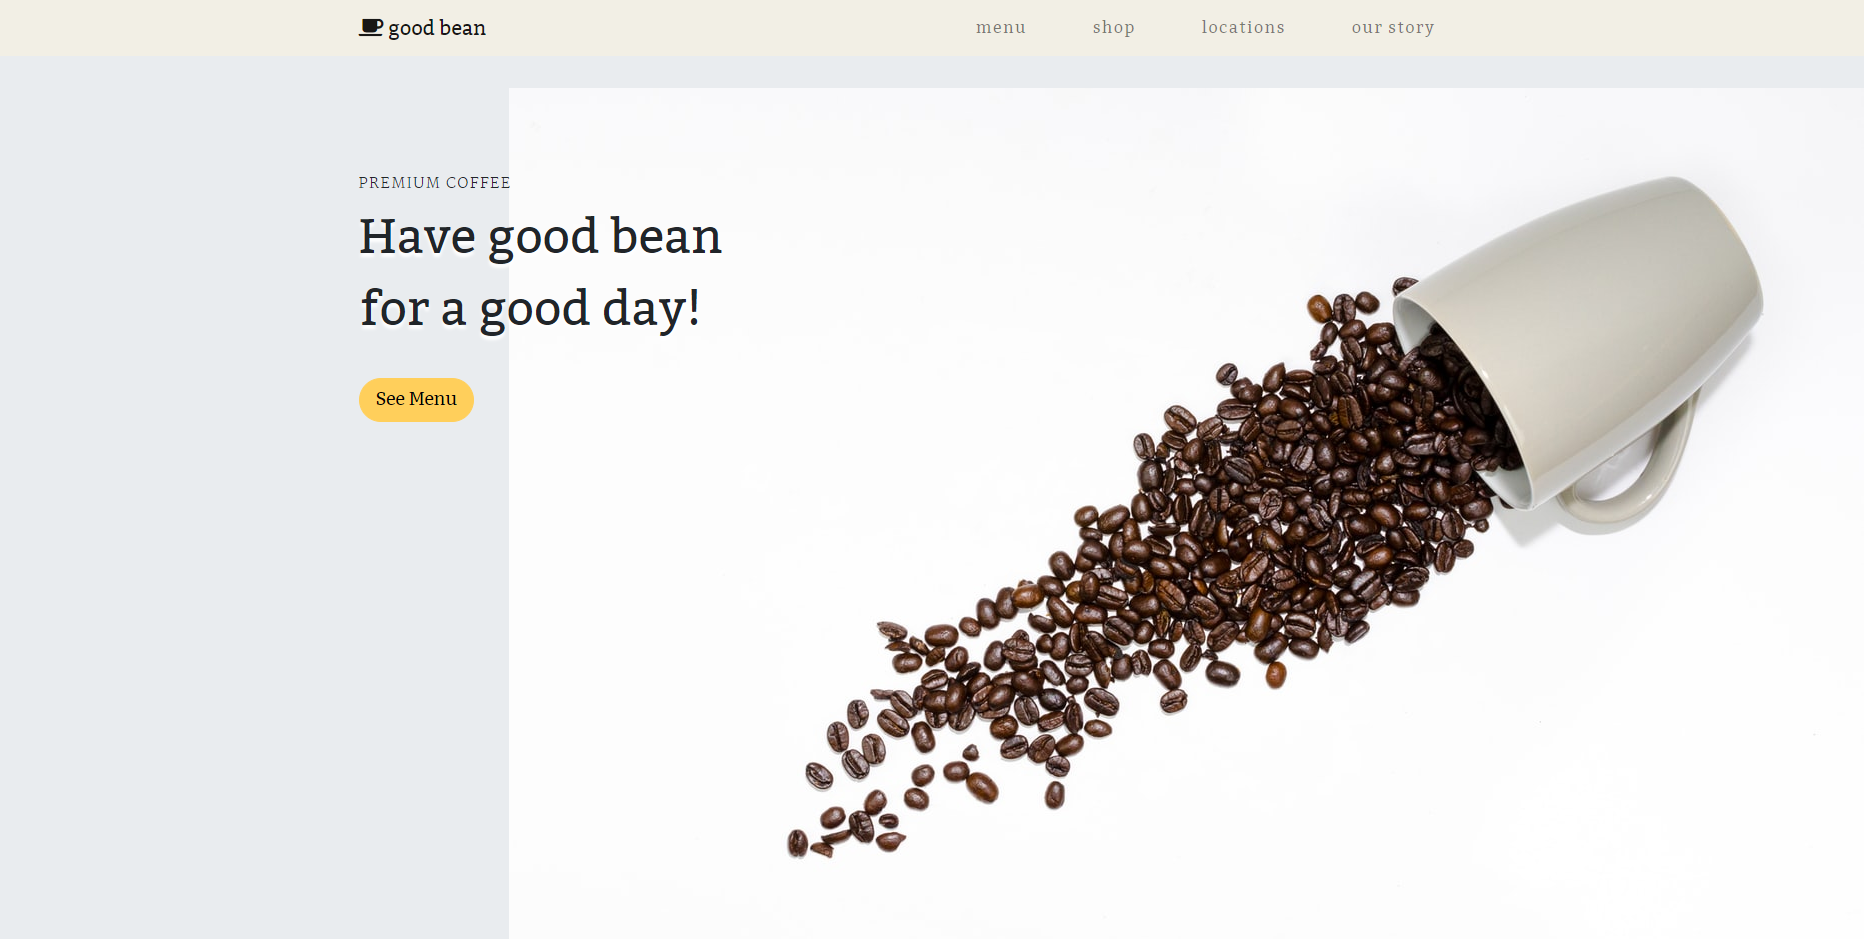 good bean
menu
shop
locations
our story
PREMIUM COFFEE
Have good bean
for a good day!
See Menu